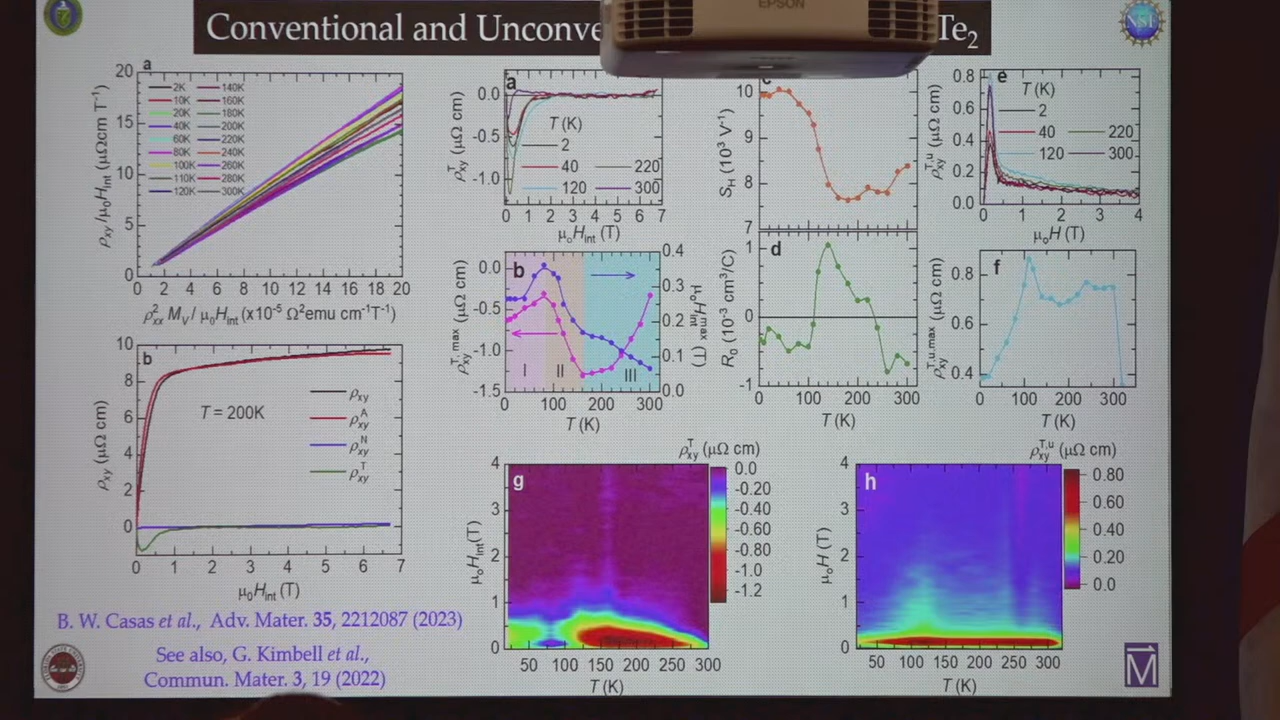 EPSON
Conventional and Unconve
Te₂
NSF
a
20
15
10
5
0
ρxy/μ₀Hint (μΩcm T⁻¹)
2K 140K
10K 160K
20K 180K
40K 200K
60K 220K
80K 240K
100K 260K
110K 280K
120K 300K
0 2 4 6 8 10 12 14 16 18 20
ρ²xx MV / μ₀Hint (x10⁻⁵ Ω²emu cm⁻¹T⁻¹)
b
10
8
6
4
2
0
ρxy (μΩ cm)
T = 200K
ρxy
ρᴬxy
ρᴺxy
ρᵀxy
0 1 2 3 4 5 6 7
μ₀Hint (T)
B. W. Casas et al., Adv. Mater. 35, 2212087 (2023)
See also, G. Kimbell et al.,
Commun. Mater. 3, 19 (2022)
a
0.0
-0.5
-1.0
ρᵀxy (μΩ cm)
T (K)
2
40 220
120 300
0 1 2 3 4 5 6 7
μ₀Hint (T)
b
0.0
-0.5
-1.0
-1.5
ρT,maxxy (μΩ cm)
0.4
0.3
0.2
0.1
0.0
μ₀Hmaxint (T)
I II III
0 100 200 300
T (K)
c
10
9
8
7
SH (10³ V⁻¹)
d
1
0
-1
R₀ (10⁻³ cm³/C)
0 100 200 300
T (K)
e
0.8
0.6
0.4
0.2
0.0
ρT,uxy (μΩ cm)
T (K)
2
40 220
120 300
0 1 2 3 4
μ₀H (T)
f
0.8
0.6
0.4
ρT,u,maxxy (μΩ cm)
0 100 200 300
T (K)
g
4
3
2
1
0
μ₀Hint(T)
50 100 150 200 250 300
T (K)
ρᵀxy (μΩ cm)
0.0
-0.20
-0.40
-0.60
-0.80
-1.0
-1.2
h
4
3
2
1
0
μ₀H (T)
50 100 150 200 250 300
T (K)
ρT,uxy (μΩ cm)
0.80
0.60
0.40
0.20
0.0
M